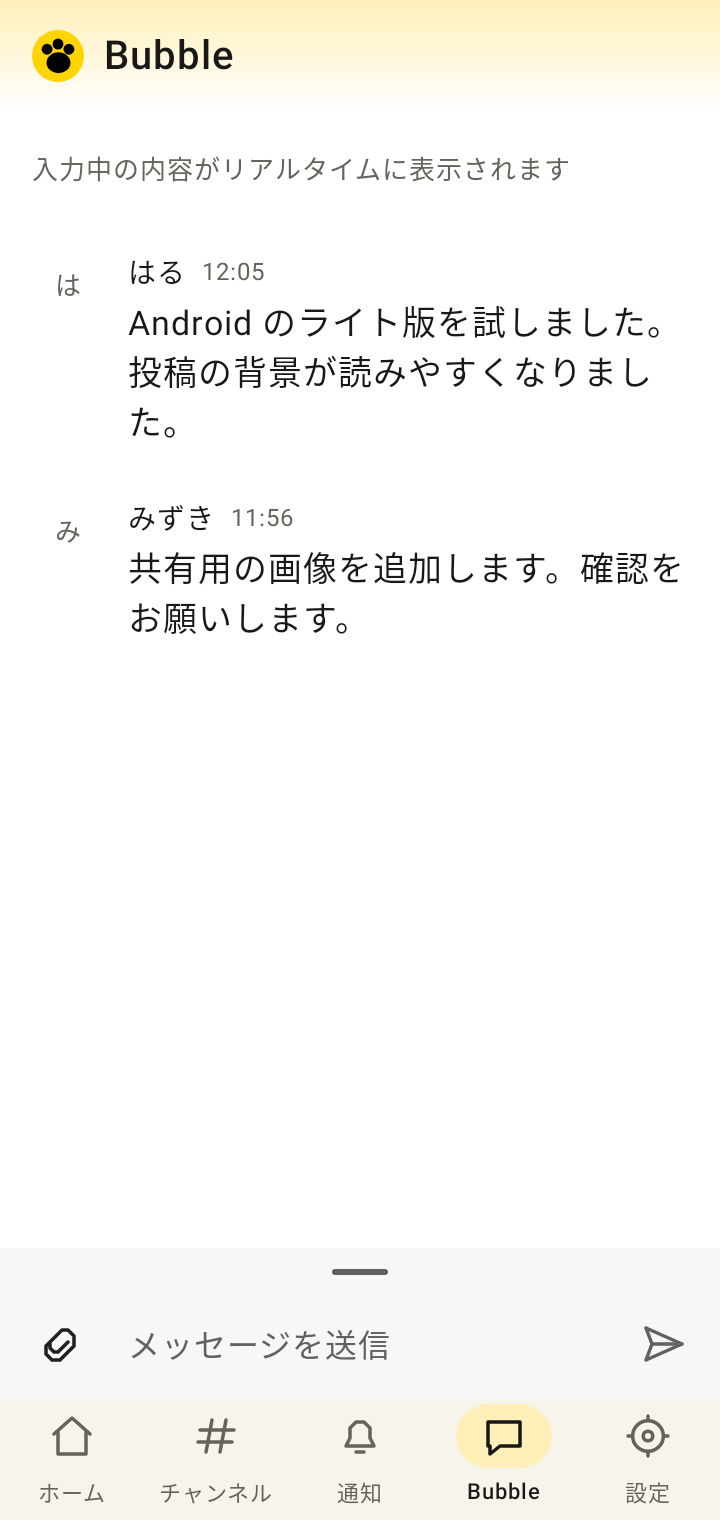 Bubble
入力中の内容がリアルタイムに表示されます
は
はる 12:05
Android のライト版を試しました。
投稿の背景が読みやすくなりまし
た。
み
みずき 11:56
共有用の画像を追加します。確認を
お願いします。
メッセージを送信
ホーム チャンネル 通知 Bubble 設定